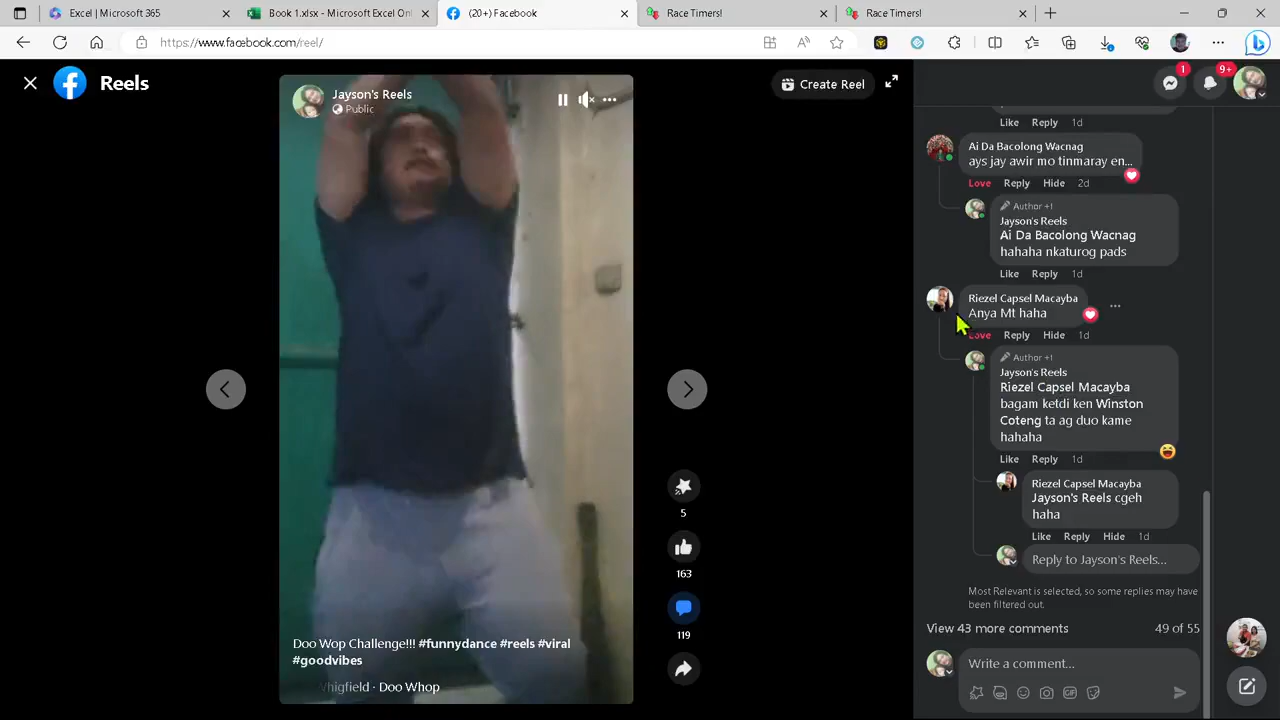 Excel | Microsoft 365
Book 1.xlsx - Microsoft Excel Onl
(20+) Facebook
Race Timers!
Race Timers!
https://www.facebook.com/reel/
Reels
Jayson's Reels
Public
Create Reel
1
9+
Like Reply 1d
Ai Da Bacolong Wacnag
ays jay awir mo tinmaray en...
Love Reply Hide 2d
Author +1
Jayson's Reels
Ai Da Bacolong Wacnag
hahaha nkaturog pads
Like Reply 1d
Riezel Capsel Macayba
Anya Mt haha
Love Reply Hide 1d
Author +1
Jayson's Reels
Riezel Capsel Macayba
bagam ketdi ken Winston
Coteng ta ag duo kame
hahaha
Like Reply 1d
Riezel Capsel Macayba
Jayson's Reels cgeh
haha
Like Reply Hide 1d
Reply to Jayson's Reels...
Most Relevant is selected, so some replies may have
been filtered out.
View 43 more comments 49 of 55
Write a comment...
GIF
5
163
119
Doo Wop Challenge!!! #funnydance #reels #viral
#goodvibes
higfield · Doo Whop